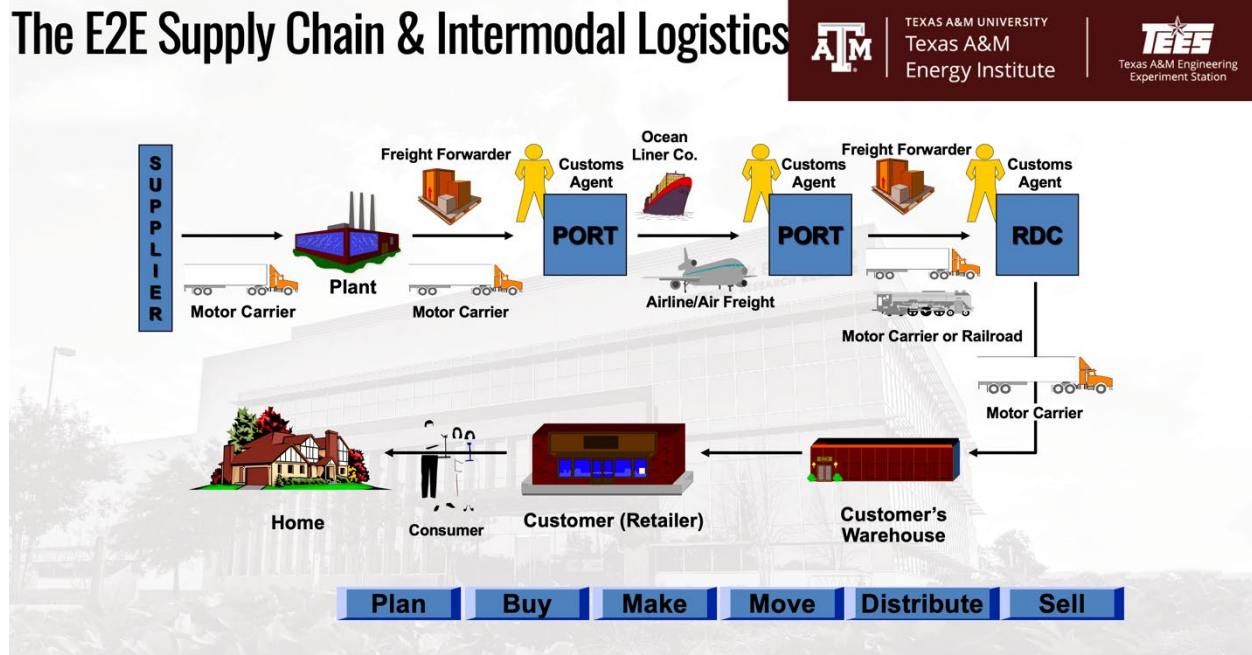 The E2E Supply Chain & Intermodal Logistics
ĀM
TEXAS A&M UNIVERSITY
Texas A&M
Energy Institute
TEES
Texas A&M Engineering
Experiment Station
SUPPLIER
Motor Carrier
Plant
Freight Forwarder
Motor Carrier
Customs
Agent
PORT
Ocean
Liner Co.
Airline/Air Freight
Customs
Agent
PORT
Freight Forwarder
Motor Carrier or Railroad
Customs
Agent
RDC
Motor Carrier
Customer's
Warehouse
Customer (Retailer)
Consumer
Home
Plan
Buy
Make
Move
Distribute
Sell